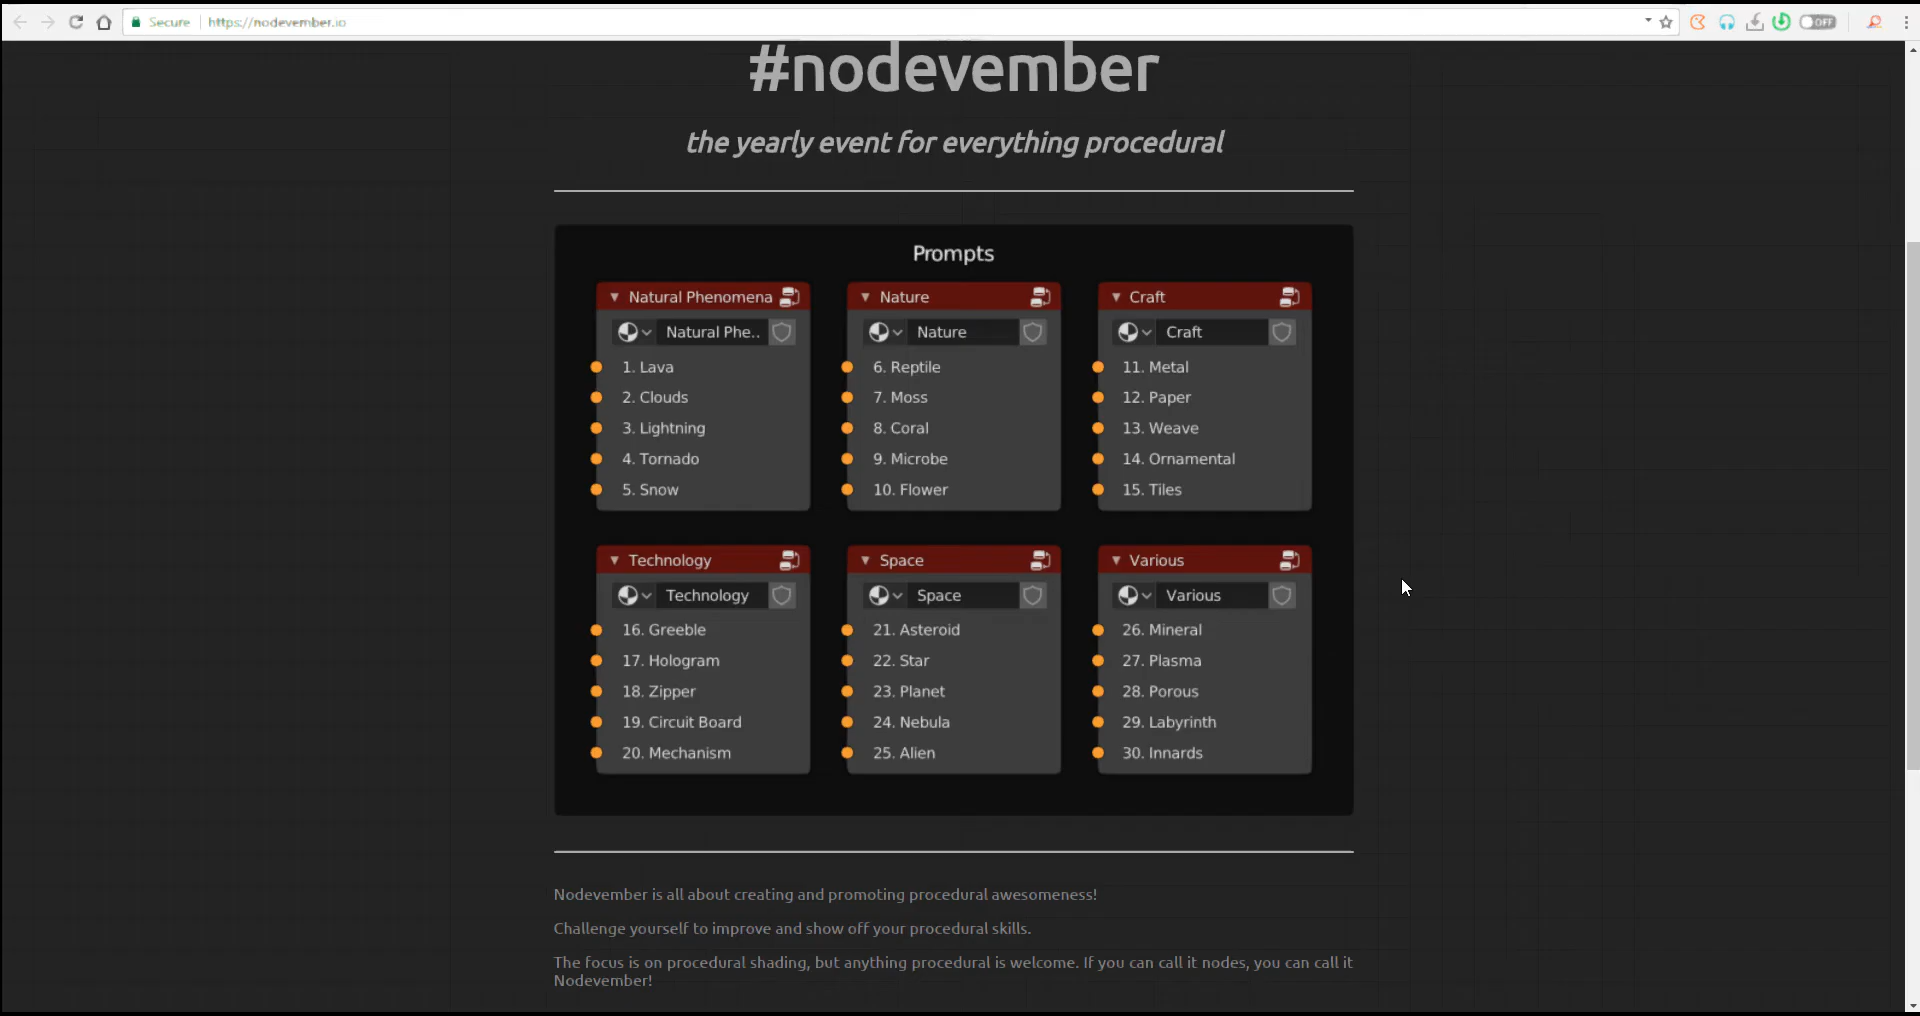 Secure https://nodevember.io
OFF
#nodevember
the yearly event for everything procedural
Prompts
Natural Phenomena
Natural Phe..
1. Lava
2. Clouds
3. Lightning
4. Tornado
5. Snow
Nature
Nature
6. Reptile
7. Moss
8. Coral
9. Microbe
10. Flower
Craft
Craft
11. Metal
12. Paper
13. Weave
14. Ornamental
15. Tiles
Technology
Technology
16. Greeble
17. Hologram
18. Zipper
19. Circuit Board
20. Mechanism
Space
Space
21. Asteroid
22. Star
23. Planet
24. Nebula
25. Alien
Various
Various
26. Mineral
27. Plasma
28. Porous
29. Labyrinth
30. Innards
Nodevember is all about creating and promoting procedural awesomeness!
Challenge yourself to improve and show off your procedural skills.
The focus is on procedural shading, but anything procedural is welcome. If you can call it nodes, you can call it
Nodevember!